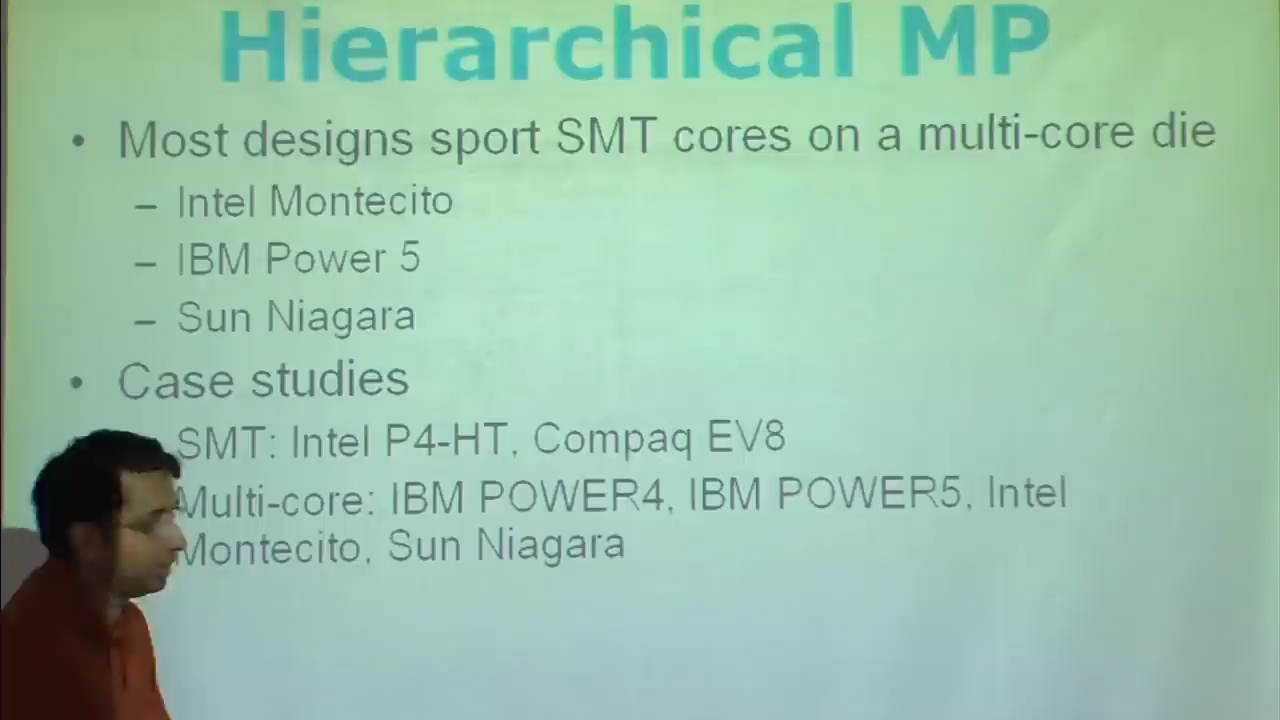 Hierarchical MP
• Most designs sport SMT cores on a multi-core die
– Intel Montecito
– IBM Power 5
– Sun Niagara
• Case studies
SMT: Intel P4-HT, Compaq EV8
Multi-core: IBM POWER4, IBM POWER5, Intel
Montecito, Sun Niagara